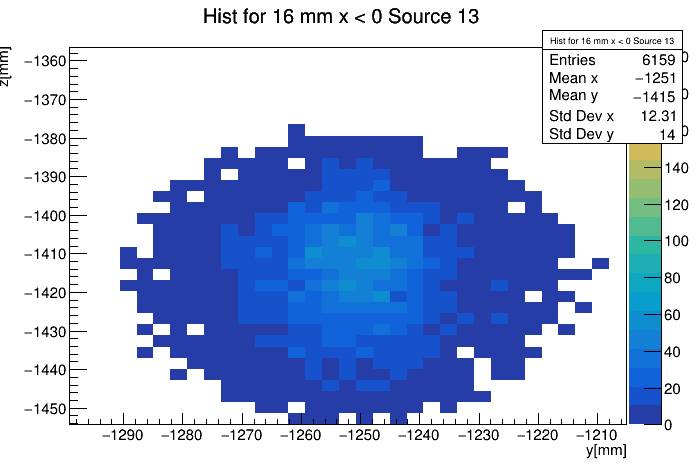 Hist for 16 mm x < 0 Source 13
Hist for 16 mm x < 0 Source 13
Entries 6159
Mean x −1251
Mean y −1415
Std Dev x 12.31
Std Dev y 14
z[mm]
−1360
−1370
−1380
−1390
−1400
−1410
−1420
−1430
−1440
−1450
−1290 −1280 −1270 −1260 −1250 −1240 −1230 −1220 −1210
y[mm]
140
120
100
80
60
40
20
0